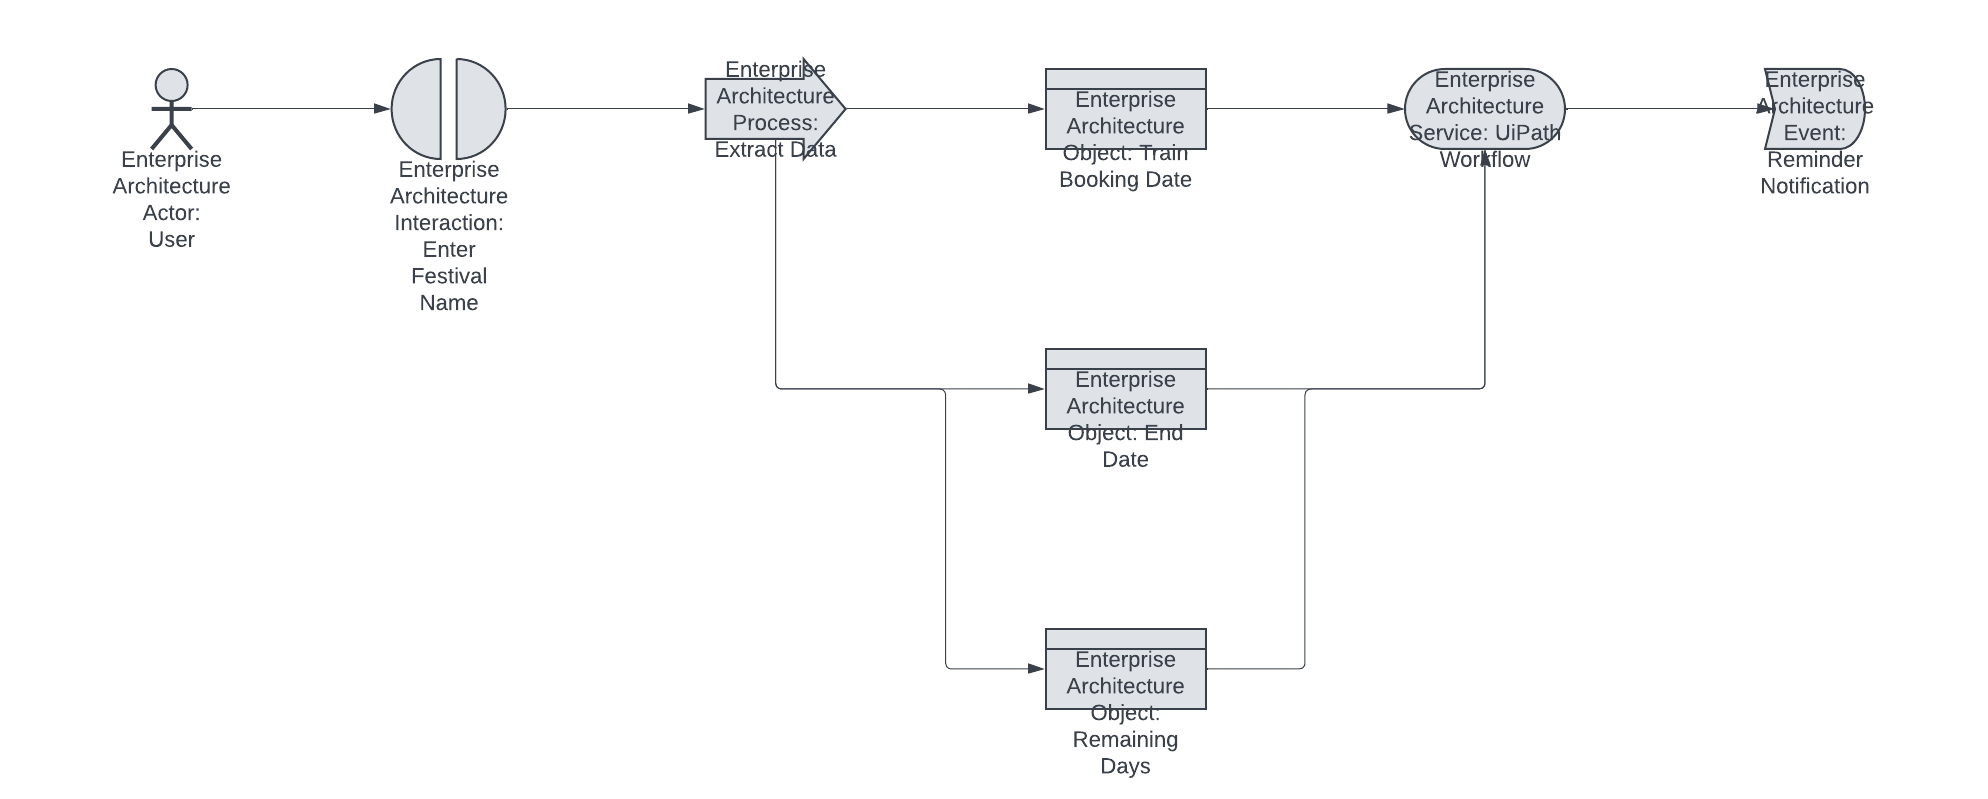 Enterprise
Architecture
Actor:
User
Enterprise
Architecture
Interaction:
Enter
Festival
Name
Enterprise
Architecture
Process:
Extract Data
Enterprise
Architecture
Object: Train
Booking Date
Enterprise
Architecture
Service: UiPath
Workflow
Enterprise
Architecture
Event:
Reminder
Notification
Enterprise
Architecture
Object: End
Date
Enterprise
Architecture
Object:
Remaining
Days